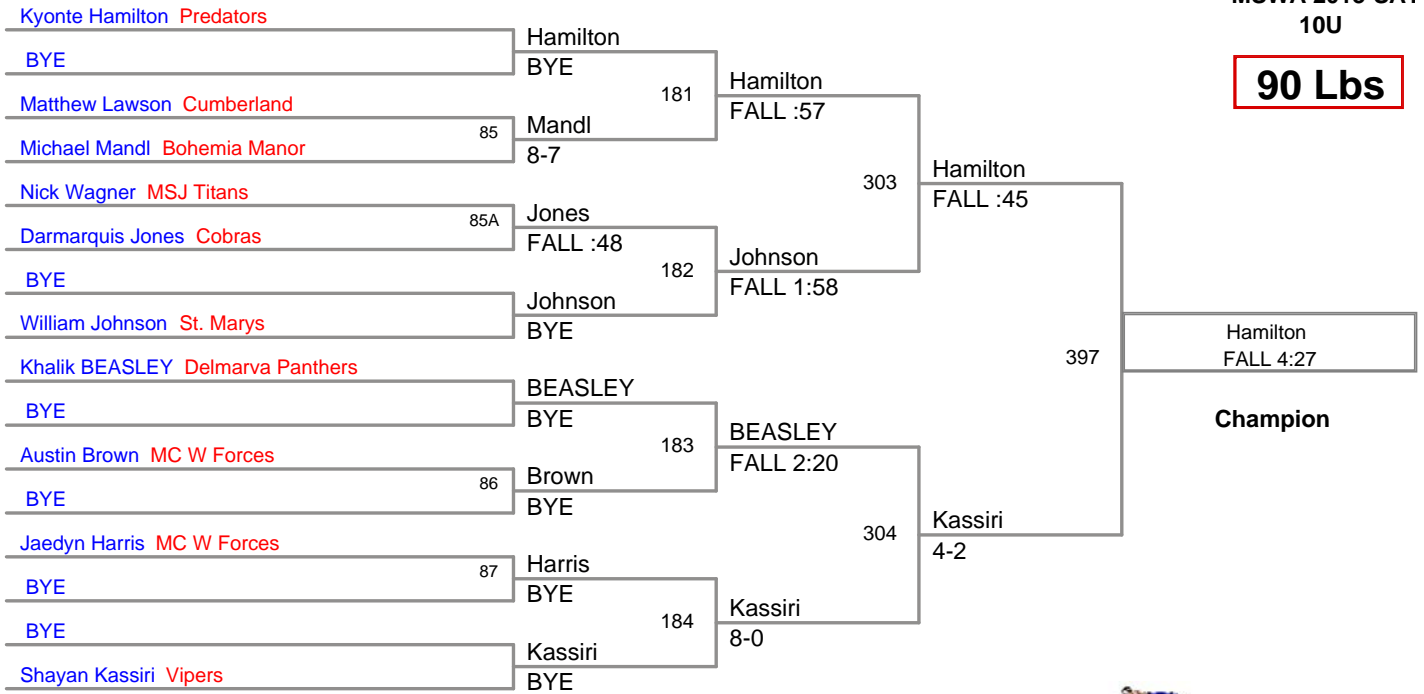 MSWA 2016 SAT
10U
90 Lbs
Kyonte Hamilton Predators
BYE
Matthew Lawson Cumberland
Michael Mandl Bohemia Manor
Nick Wagner MSJ Titans
Darmarquis Jones Cobras
BYE
William Johnson St. Marys
Khalik BEASLEY Delmarva Panthers
BYE
Austin Brown MC W Forces
BYE
Jaedyn Harris MC W Forces
BYE
BYE
Shayan Kassiri Vipers
Hamilton
BYE
85
Mandl
8-7
85A
Jones
FALL :48
Johnson
BYE
BEASLEY
BYE
86
Brown
BYE
87
Harris
BYE
Kassiri
BYE
181
Hamilton
FALL :57
182
Johnson
FALL 1:58
183
BEASLEY
FALL 2:20
184
Kassiri
8-0
303
Hamilton
FALL :45
304
Kassiri
4-2
397
Hamilton
FALL 4:27
Champion